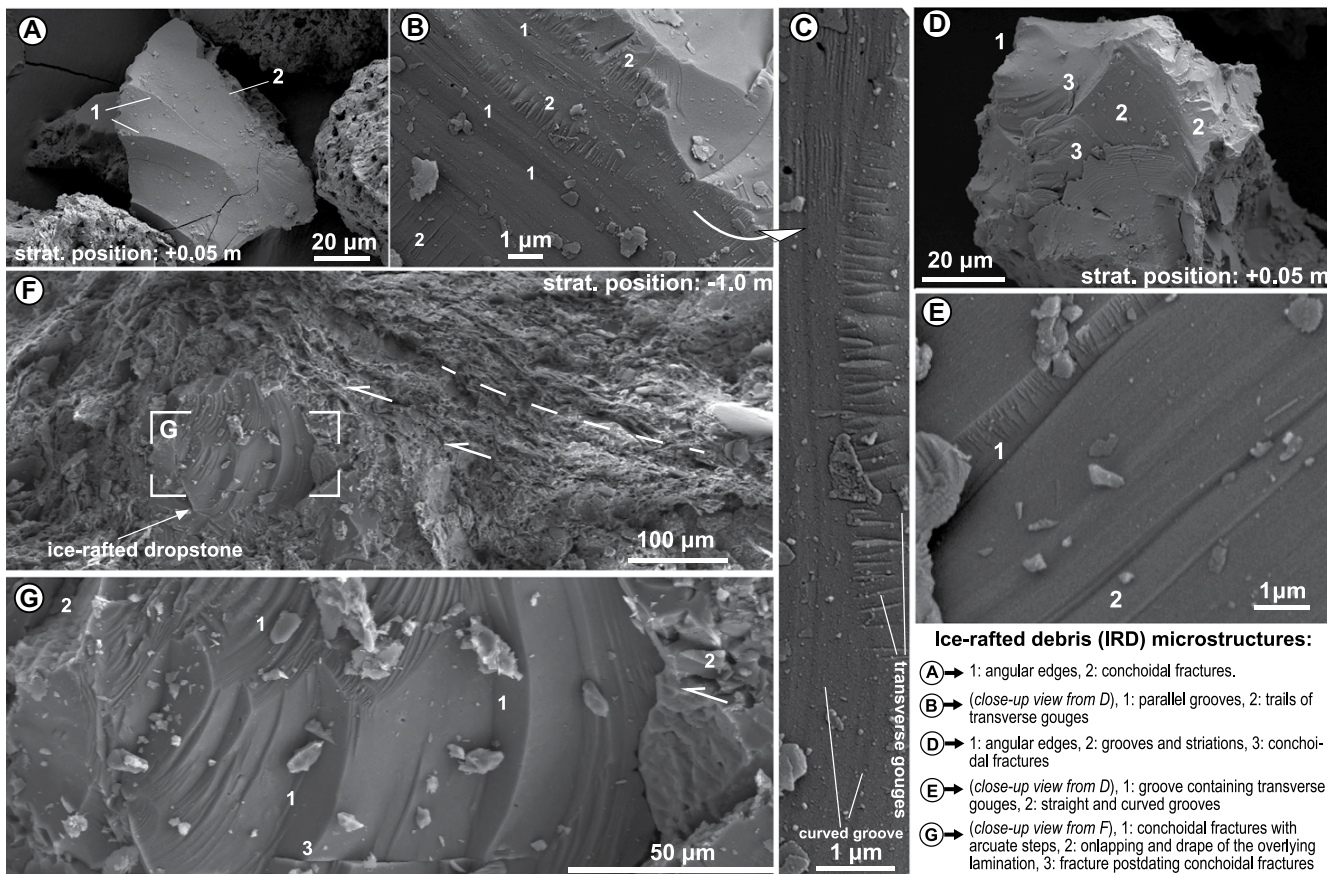 A
1
2
strat. position: +0.05 m
20 µm
B
1
2
1
2
1
2
1 µm
C
transverse gouges
curved groove
1 µm
D
1
3
2
2
3
20 µm
strat. position: +0.05 m
E
1
2
1µm
F
strat. position: -1.0 m
G
ice-rafted dropstone
100 µm
G
2
1
2
1
1
3
50 µm
Ice-rafted debris (IRD) microstructures:
A 1: angular edges, 2: conchoidal fractures.
B (close-up view from D), 1: parallel grooves, 2: trails of
transverse gouges
D 1: angular edges, 2: grooves and striations, 3: conchoi-
dal fractures
E (close-up view from D), 1: groove containing transverse
gouges, 2: straight and curved grooves
G (close-up view from F), 1: conchoidal fractures with
arcuate steps, 2: onlapping and drape of the overlying
lamination, 3: fracture postdating conchoidal fractures